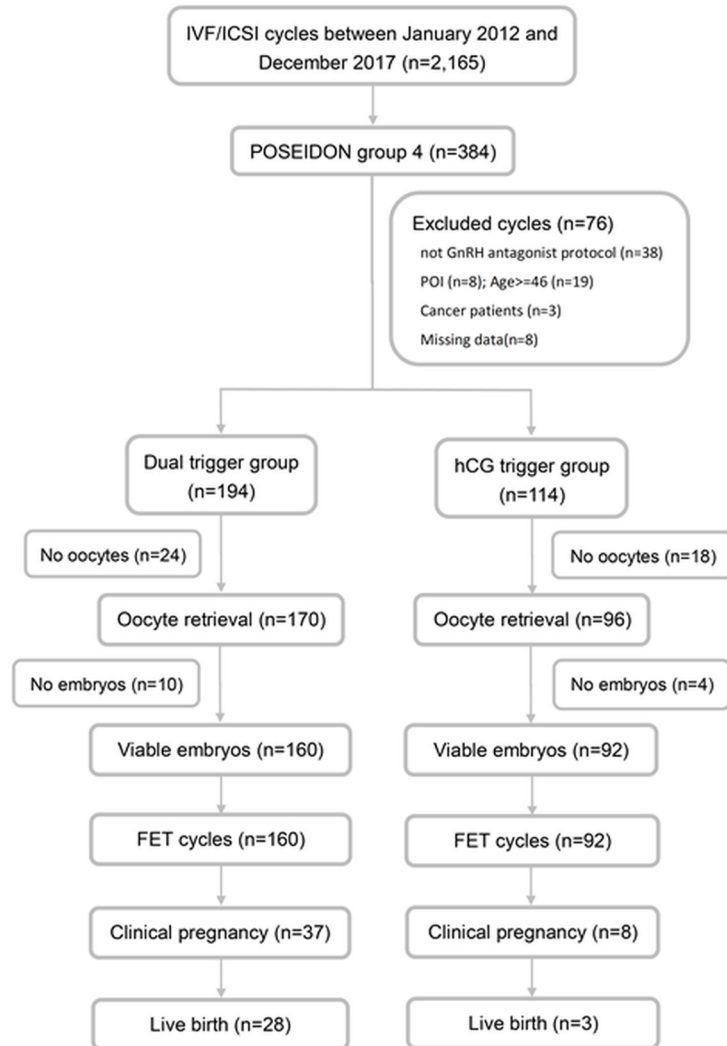 IVF/ICSI cycles between January 2012 and
December 2017 (n=2,165)
POSEIDON group 4 (n=384)
Excluded cycles (n=76)
not GnRH antagonist protocol (n=38)
POI (n=8); Age>=46 (n=19)
Cancer patients (n=3)
Missing data(n=8)
Dual trigger group
(n=194)
hCG trigger group
(n=114)
No oocytes (n=24)
No oocytes (n=18)
Oocyte retrieval (n=170)
Oocyte retrieval (n=96)
No embryos (n=10)
No embryos (n=4)
Viable embryos (n=160)
Viable embryos (n=92)
FET cycles (n=160)
FET cycles (n=92)
Clinical pregnancy (n=37)
Clinical pregnancy (n=8)
Live birth (n=28)
Live birth (n=3)